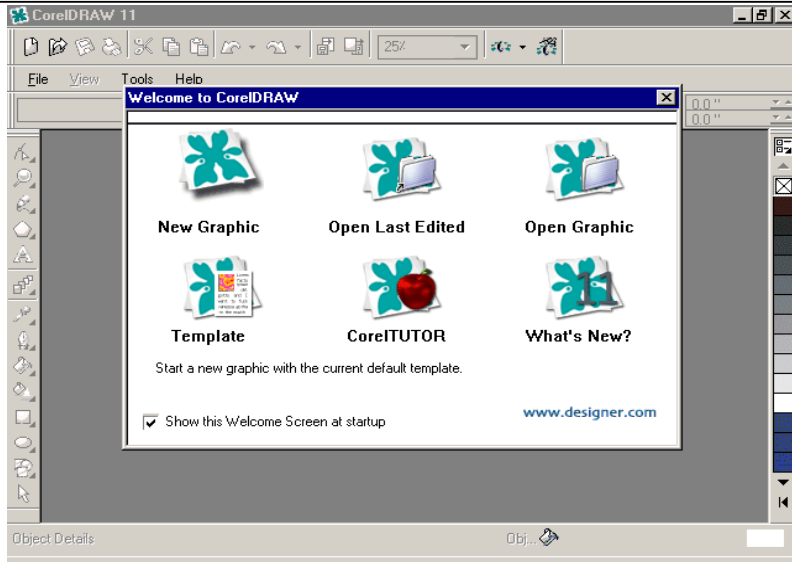 CorelDRAW 11
25%
File View Tools Help
Welcome to CorelDRAW
0.0 "
0.0 "
New Graphic Open Last Edited Open Graphic
11
Template CorelTUTOR What's New?
Start a new graphic with the current default template.
Show this Welcome Screen at startup
www.designer.com
Object Details Obj...